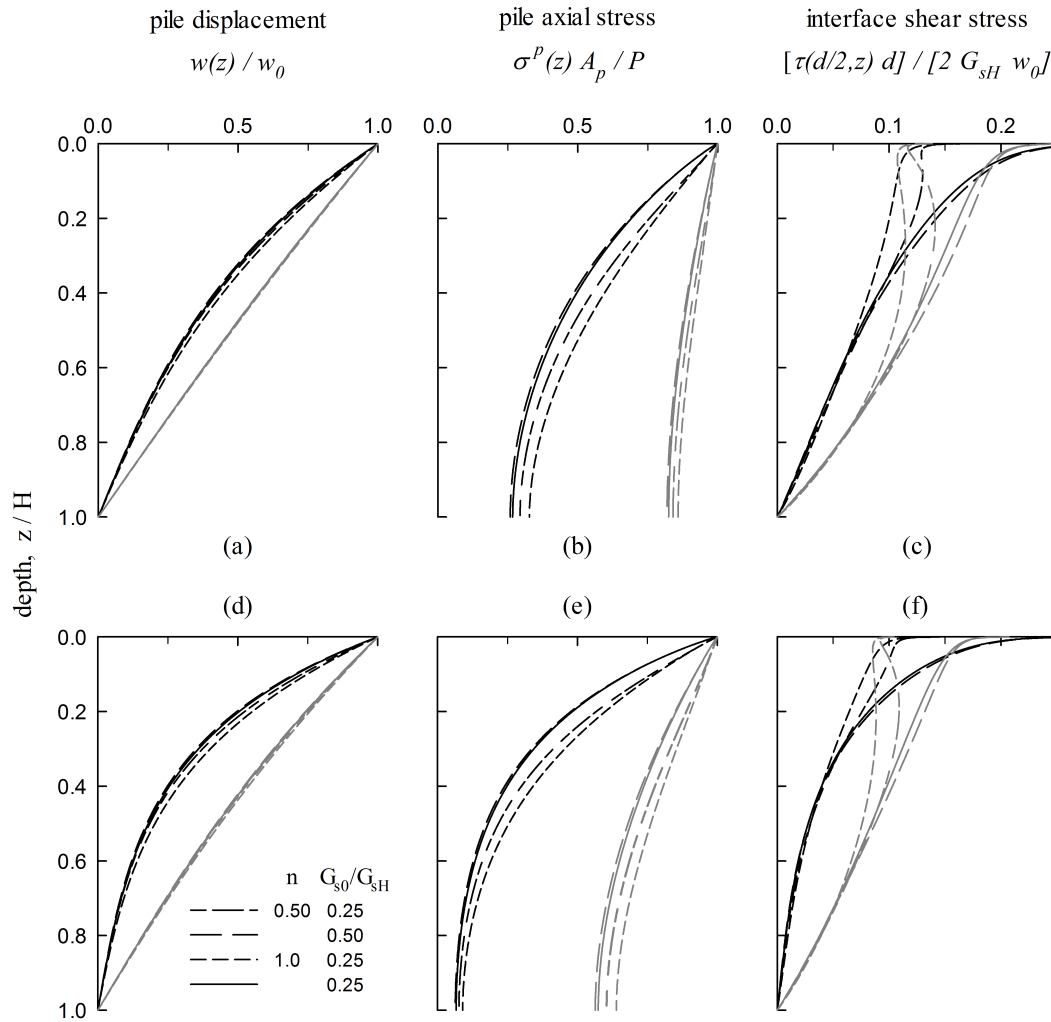 pile displacement pile axial stress interface shear stress
w(z) / w₀ σᵖ(z) Aₚ / P [τ(d/2,z) d] / [2 G_sH w₀]
0.0 0.5 1.0 0.0 0.5 1.0 0.0 0.1 0.2
0.0
0.2
0.4
0.6
0.8
1.0
depth, z / H
(a) (b) (c)
(d) (e) (f)
0.0
0.2
0.4
0.6
0.8
1.0
n G_s0/G_sH
0.50 0.25
0.50
1.0 0.25
0.25